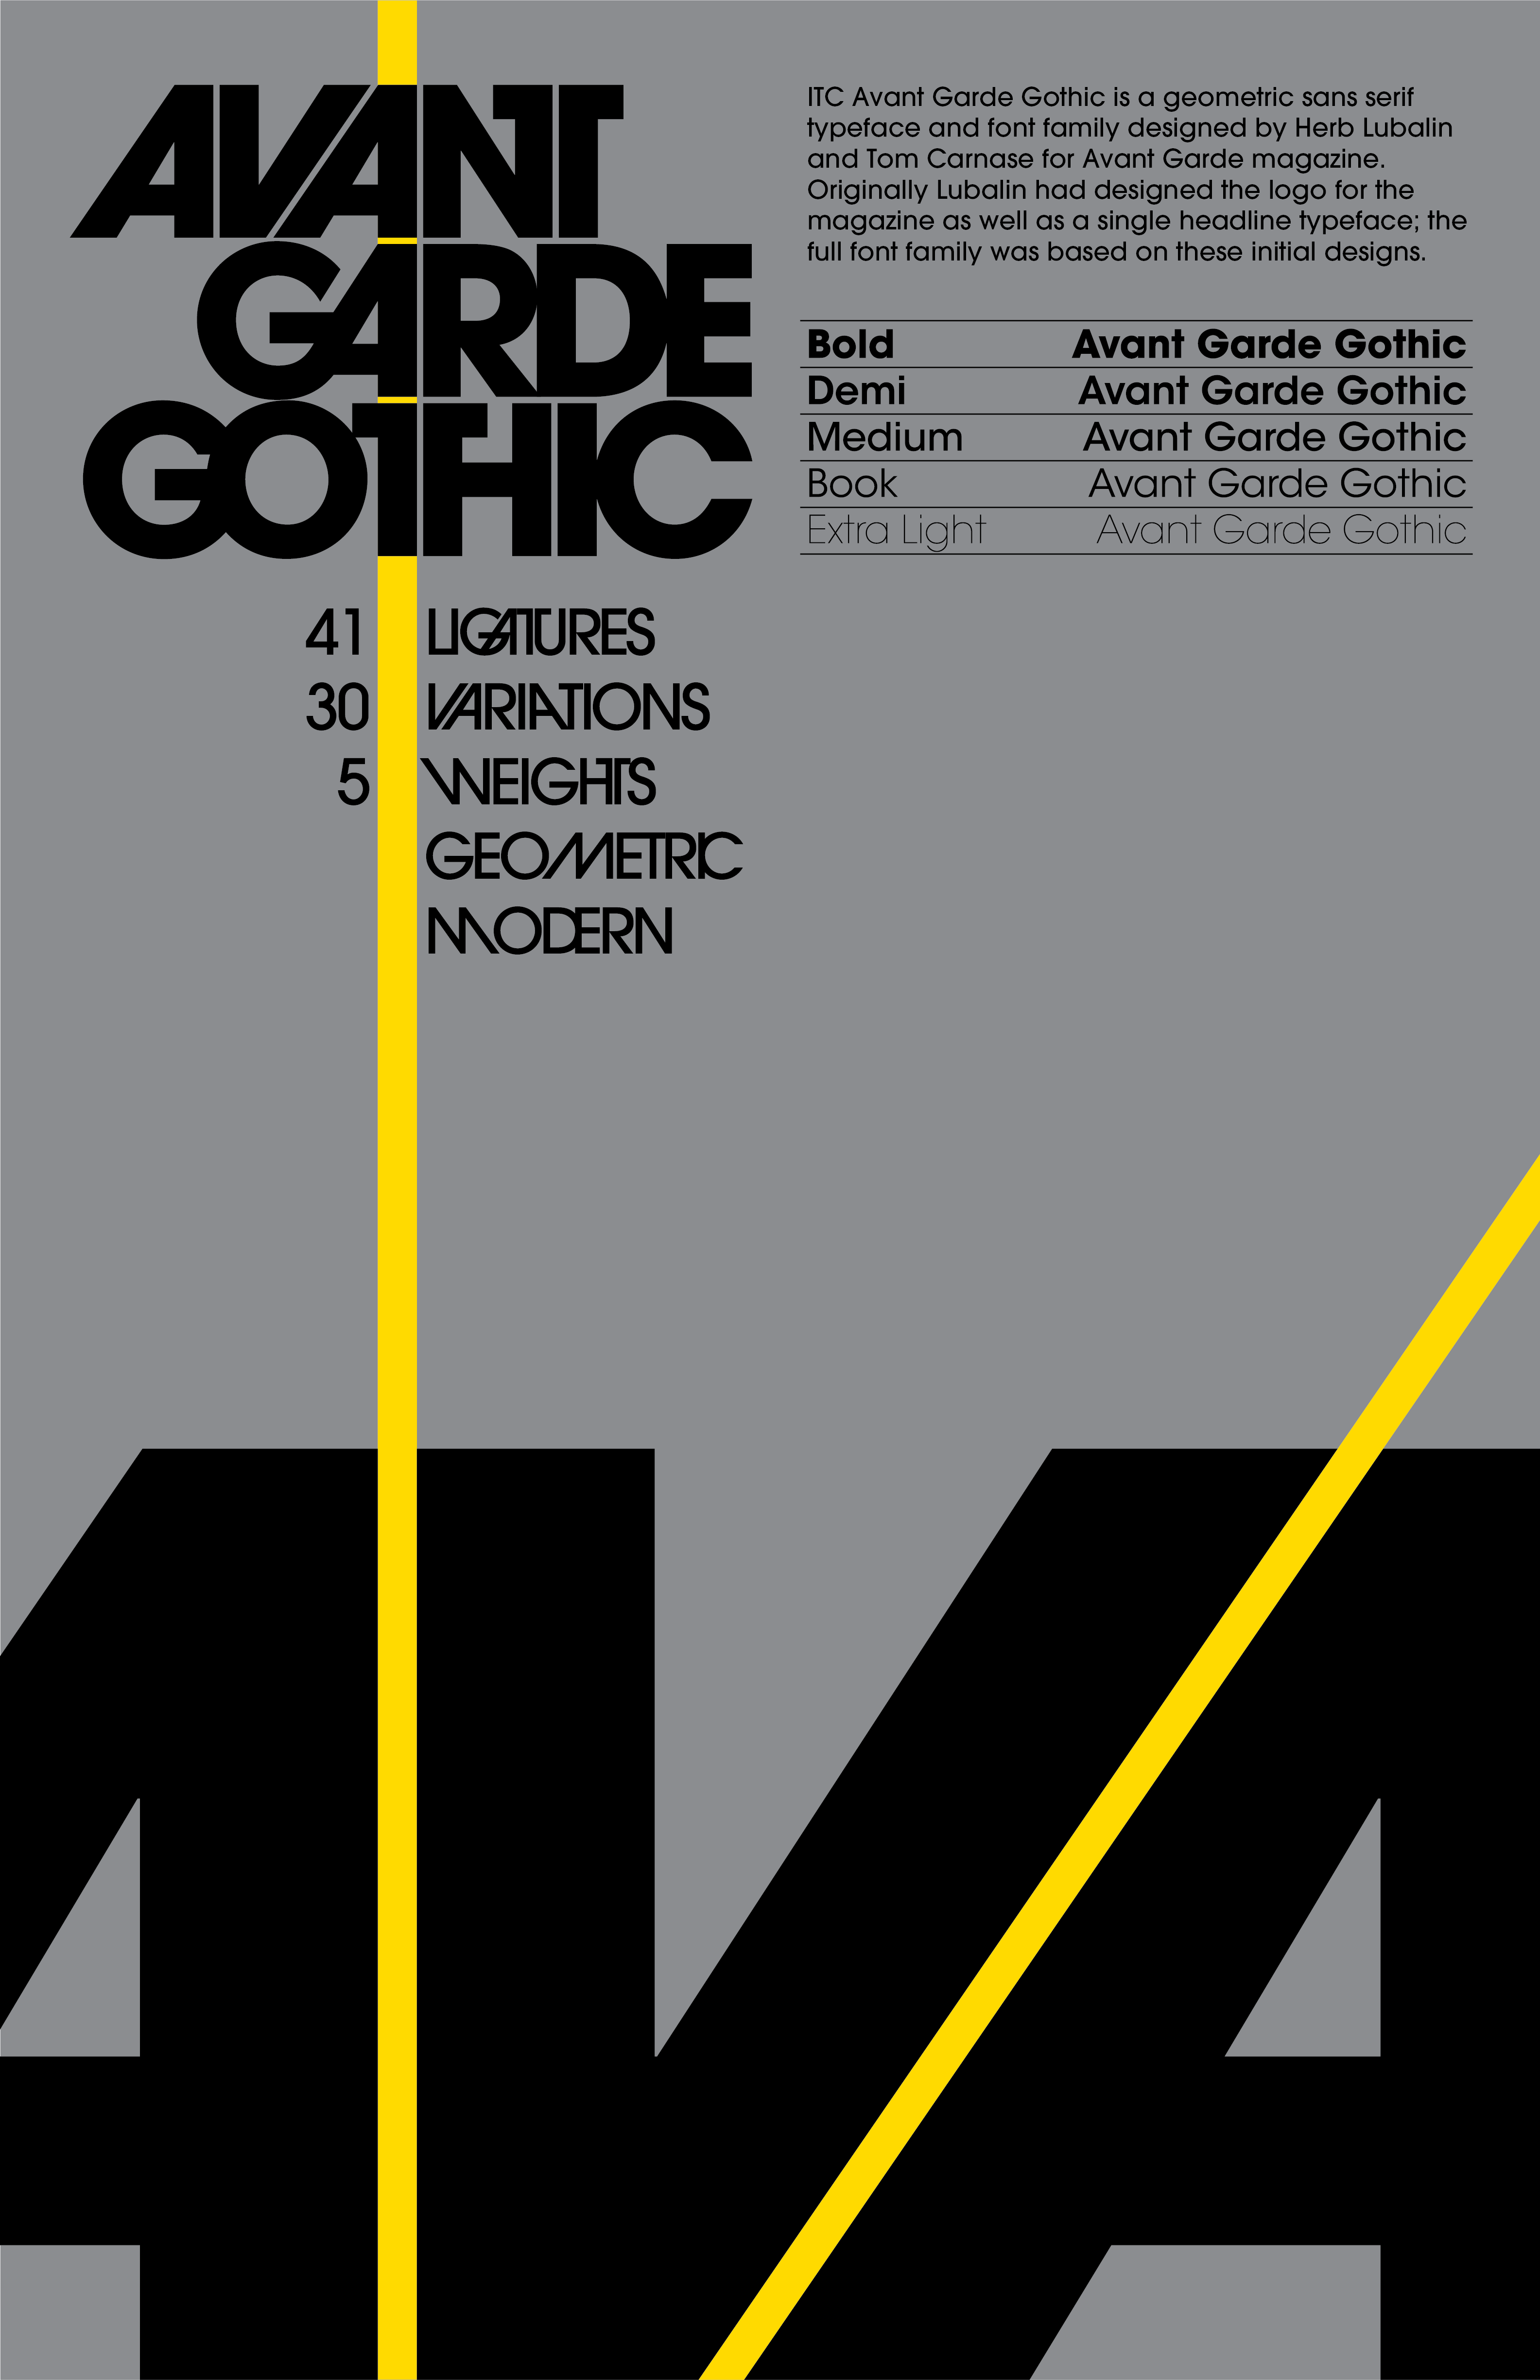 AVANT
GARDE
GOTHIC
ITC Avant Garde Gothic is a geometric sans serif
typeface and font family designed by Herb Lubalin
and Tom Carnase for Avant Garde magazine.
Originally Lubalin had designed the logo for the
magazine as well as a single headline typeface; the
full font family was based on these initial designs.
Bold Avant Garde Gothic
Demi Avant Garde Gothic
Medium Avant Garde Gothic
Book Avant Garde Gothic
Extra Light Avant Garde Gothic
41 LIGATURES
30 VARIATIONS
5 WEIGHTS
GEOMETRIC
MODERN
AVA